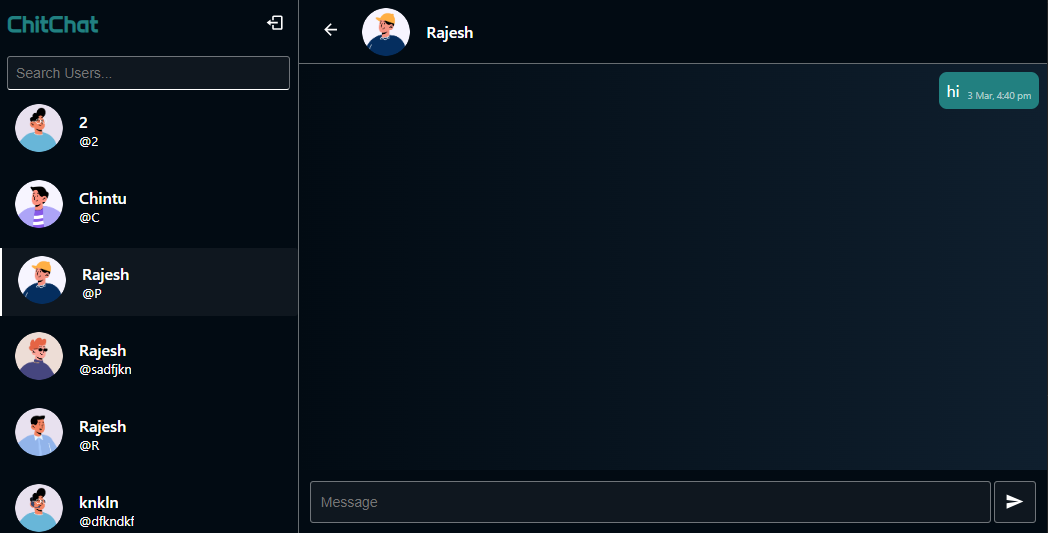 ChitChat
Search Users...
2
@2
Chintu
@C
Rajesh
@P
Rajesh
@sadfjkn
Rajesh
@R
knkln
@dfkndkf
Rajesh
hi 3 Mar, 4:40 pm
Message